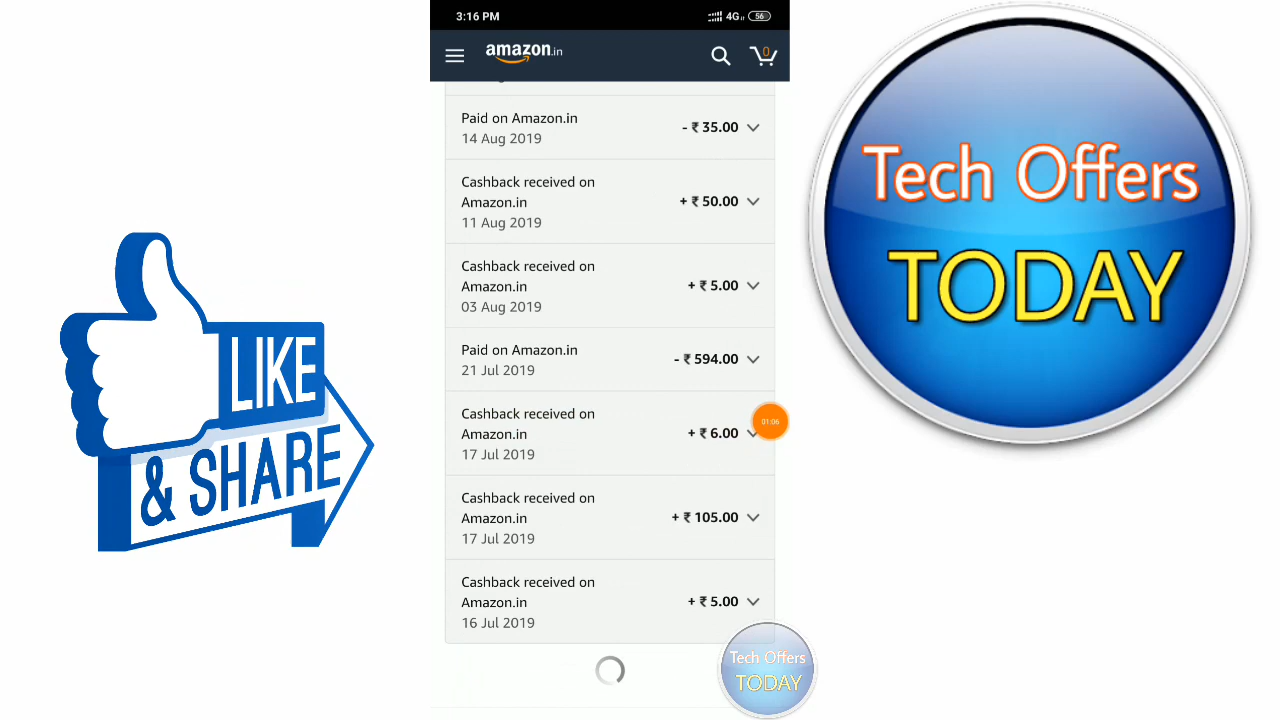 3:16 PM
4G
56
amazon.in
0
Paid on Amazon.in
- ₹ 35.00
14 Aug 2019
Cashback received on
Amazon.in
+ ₹ 50.00
11 Aug 2019
Cashback received on
Amazon.in
+ ₹ 5.00
03 Aug 2019
Paid on Amazon.in
- ₹ 594.00
21 Jul 2019
Cashback received on
Amazon.in
+ ₹ 6.00
17 Jul 2019
Cashback received on
Amazon.in
+ ₹ 105.00
17 Jul 2019
Cashback received on
Amazon.in
+ ₹ 5.00
16 Jul 2019
01:06
LIKE
& SHARE
Tech Offers
TODAY
Tech Offers
TODAY